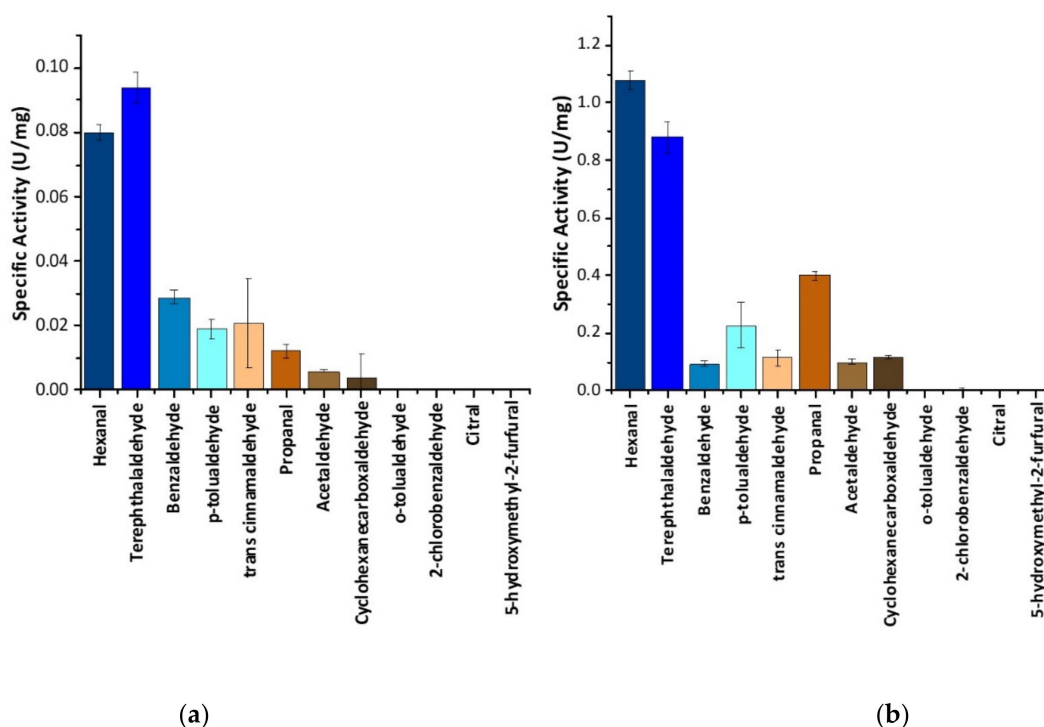 Specific Activity (U/mg)
0.10
0.08
0.06
0.04
0.02
0.00
Hexanal
Terephthalaldehyde
Benzaldehyde
p-tolualdehyde
trans cinnamaldehyde
Propanal
Acetaldehyde
Cyclohexanecarboxaldehyde
o-tolualdehyde
2-chlorobenzaldehyde
Citral
5-hydroxymethyl-2-furfural
(a)
Specific Activity (U/mg)
1.2
1.0
0.8
0.6
0.4
0.2
0.0
Hexanal
Terephthalaldehyde
Benzaldehyde
p-tolualdehyde
trans cinnamaldehyde
Propanal
Acetaldehyde
Cyclohexanecarboxaldehyde
o-tolualdehyde
2-chlorobenzaldehyde
Citral
5-hydroxymethyl-2-furfural
(b)